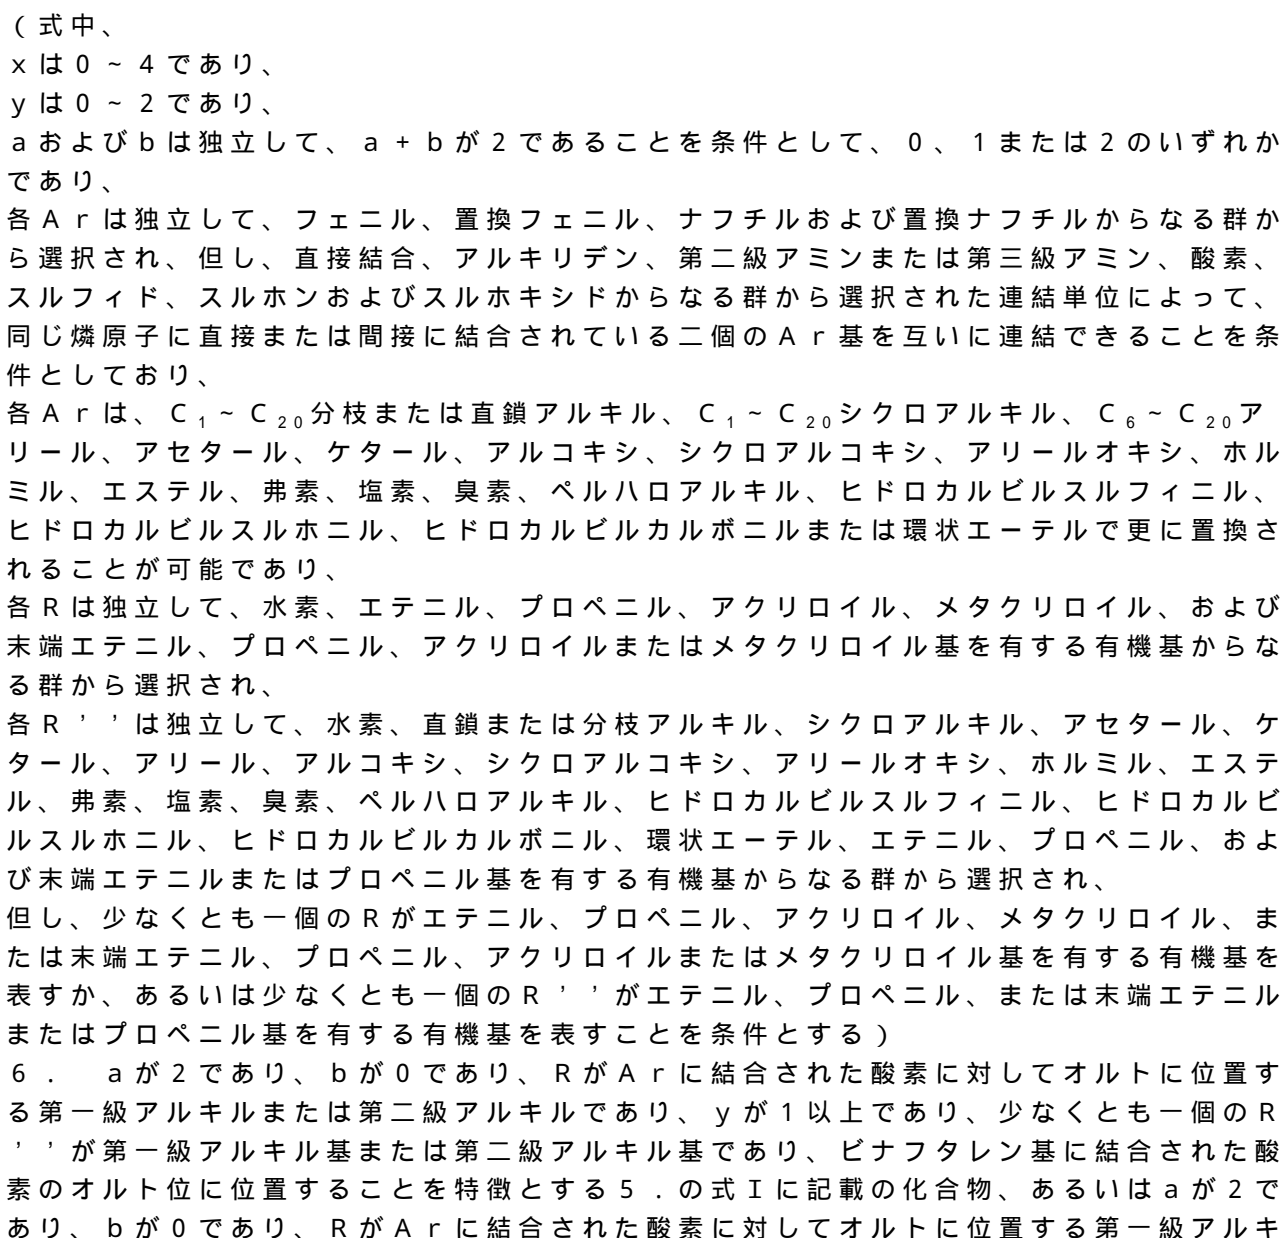 （式中、
ｘは０～４であり、
ｙは０～２であり、
ａおよびｂは独立して、ａ＋ｂが２であることを条件として、０、１または２のいずれか
であり、
各Ａｒは独立して、フェニル、置換フェニル、ナフチルおよび置換ナフチルからなる群か
ら選択され、但し、直接結合、アルキリデン、第二級アミンまたは第三級アミン、酸素、
スルフィド、スルホンおよびスルホキシドからなる群から選択された連結単位によって、
同じ燐原子に直接または間接に結合されている二個のＡｒ基を互いに連結できることを条
件としており、
各Ａｒは、Ｃ₁～Ｃ₂₀分枝または直鎖アルキル、Ｃ₁～Ｃ₂₀シクロアルキル、Ｃ₆～Ｃ₂₀ア
リール、アセタール、ケタール、アルコキシ、シクロアルコキシ、アリールオキシ、ホル
ミル、エステル、弗素、塩素、臭素、ペルハロアルキル、ヒドロカルビルスルフィニル、
ヒドロカルビルスルホニル、ヒドロカルビルカルボニルまたは環状エーテルで更に置換さ
れることが可能であり、
各Ｒは独立して、水素、エテニル、プロペニル、アクリロイル、メタクリロイル、および
末端エテニル、プロペニル、アクリロイルまたはメタクリロイル基を有する有機基からな
る群から選択され、
各Ｒ’’は独立して、水素、直鎖または分枝アルキル、シクロアルキル、アセタール、ケ
タール、アリール、アルコキシ、シクロアルコキシ、アリールオキシ、ホルミル、エステ
ル、弗素、塩素、臭素、ペルハロアルキル、ヒドロカルビルスルフィニル、ヒドロカルビ
ルスルホニル、ヒドロカルビルカルボニル、環状エーテル、エテニル、プロペニル、およ
び末端エテニルまたはプロペニル基を有する有機基からなる群から選択され、
但し、少なくとも一個のＲがエテニル、プロペニル、アクリロイル、メタクリロイル、ま
たは末端エテニル、プロペニル、アクリロイルまたはメタクリロイル基を有する有機基を
表すか、あるいは少なくとも一個のＲ’’がエテニル、プロペニル、または末端エテニル
またはプロペニル基を有する有機基を表すことを条件とする）
６．　ａが２であり、ｂが０であり、ＲがＡｒに結合された酸素に対してオルトに位置す
る第一級アルキルまたは第二級アルキルであり、ｙが１以上であり、少なくとも一個のＲ
’’が第一級アルキル基または第二級アルキル基であり、ビナフタレン基に結合された酸
素のオルト位に位置することを特徴とする５．の式Ｉに記載の化合物、あるいはａが２で
あり、ｂが０であり、ＲがＡｒに結合された酸素に対してオルトに位置する第一級アルキ